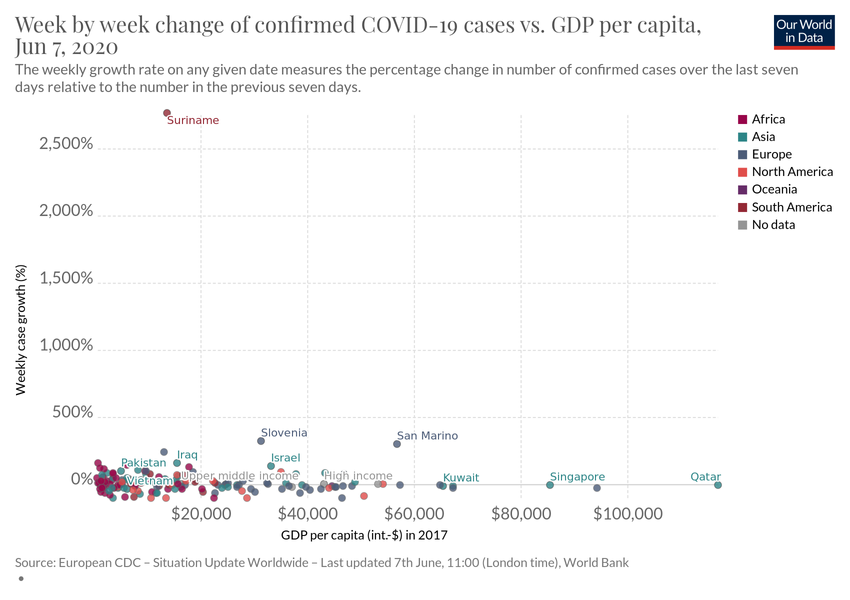 Week by week change of confirmed COVID-19 cases vs. GDP per capita,
Jun 7, 2020
Our World
in Data
The weekly growth rate on any given date measures the percentage change in number of confirmed cases over the last seven
days relative to the number in the previous seven days.
Suriname
2,500%
2,000%
1,500%
1,000%
500%
0%
Weekly case growth (%)
Slovenia
San Marino
Pakistan
Iraq
Israel
Vietnam
Upper middle income
High income
Kuwait
Singapore
Qatar
$20,000
$40,000
$60,000
$80,000
$100,000
GDP per capita (int.-$) in 2017
Africa
Asia
Europe
North America
Oceania
South America
No data
Source: European CDC – Situation Update Worldwide – Last updated 7th June, 11:00 (London time), World Bank
•